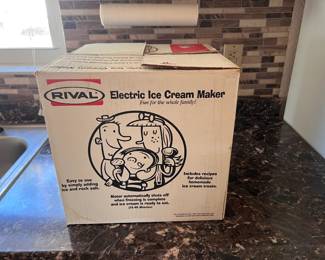 RIVAL
Electric Ice Cream Maker
Fun for the whole family!
Easy to use
by simply adding
ice and rock salt.
Includes recipes
for delicious
homemade
ice cream treats.
Motor automatically shuts off
when freezing is complete
and ice cream is ready to eat.